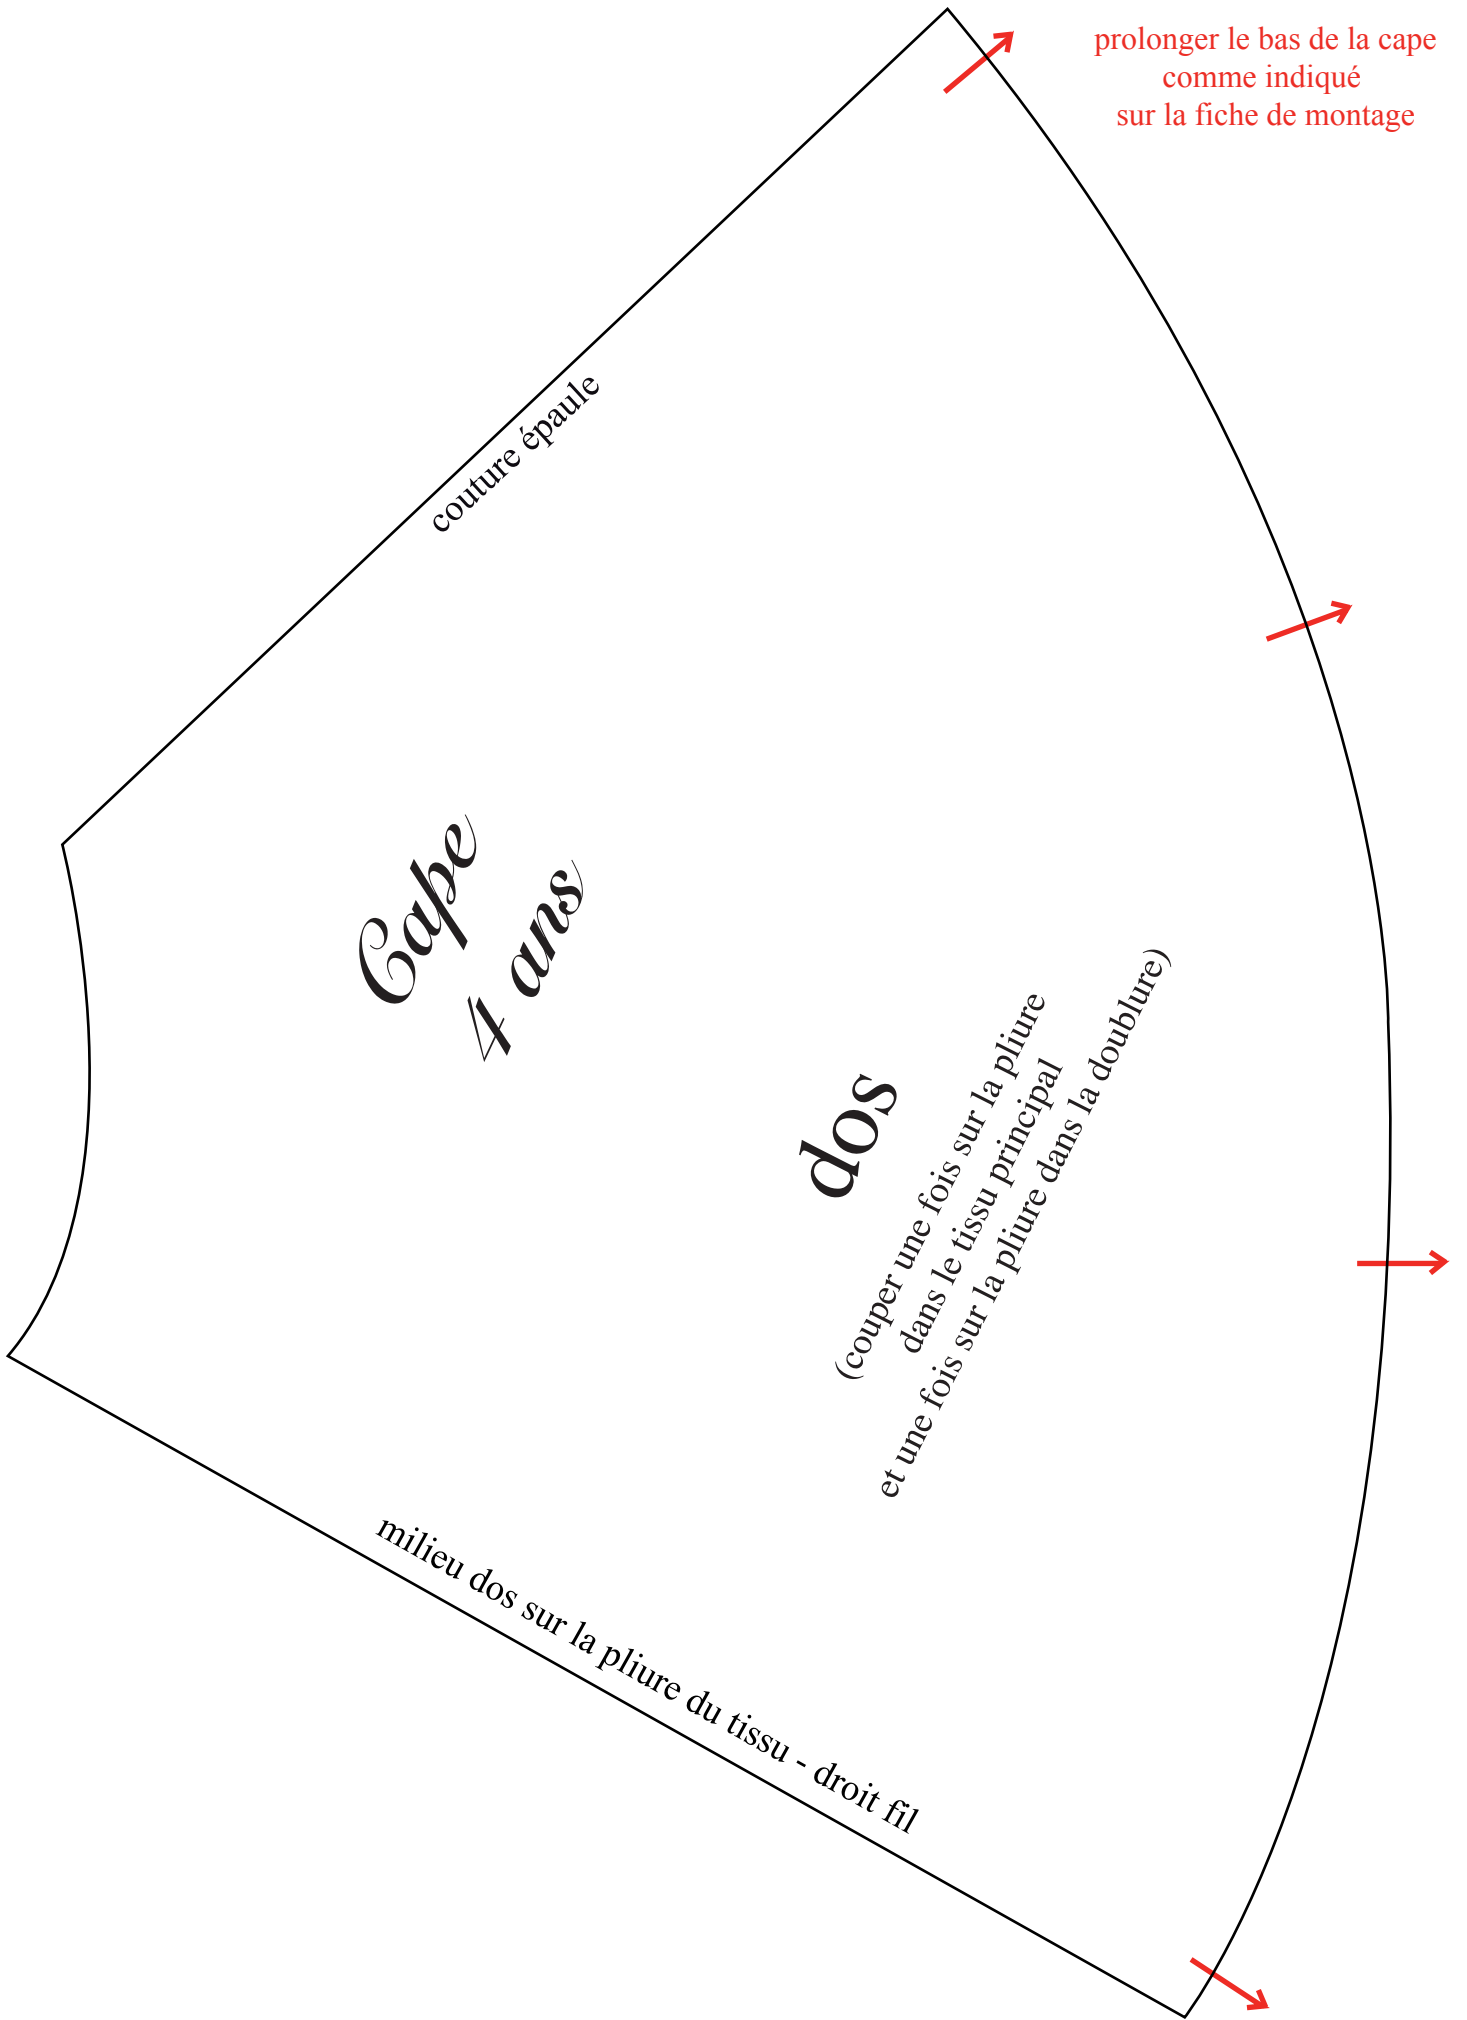 prolonger le bas de la cape
comme indiqué
sur la fiche de montage
couture épaule
Cape
4 ans
dos
(couper une fois sur la pliure
dans le tissu principal
et une fois sur la pliure dans la doublure)
milieu dos sur la pliure du tissu - droit fil